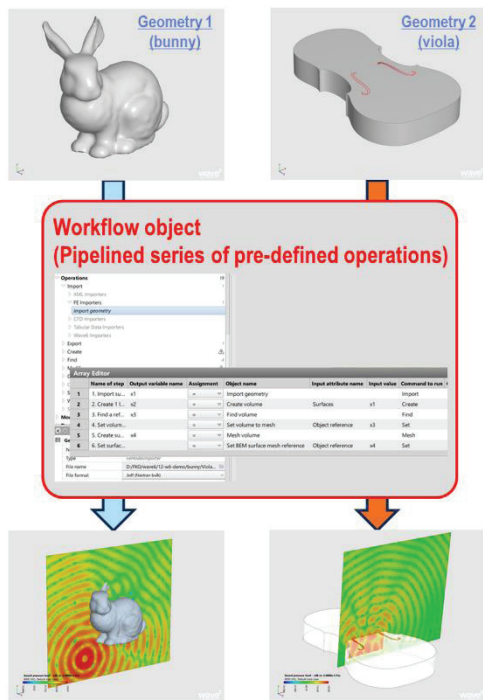 Geometry 1
(bunny)
Geometry 2
(viola)
Workflow object
(Pipelined series of pre-defined operations)
Operations
Import
XML Importers
FE Importers
Import geometry
CFD Importers
Tabular Data Importers
Wave6 Importers
Export
Create
Find
Array Editor
Name of step Output variable name Assignment Object name Input attribute name Input value Command to run
1 1. Import su... x1 = Import geometry Import
2 2. Create 1 l... x2 = Create volume Surfaces x1 Create
3 3. Find a ref... x3 = Find volume Find
4 4. Set volum... = Set volume to mesh Object reference x3 Set
5 5. Create su... x4 = Mesh volume Mesh
6 6. Set surfac... = Set BEM surface mesh reference Object reference x4 Set
Type
File name
File format